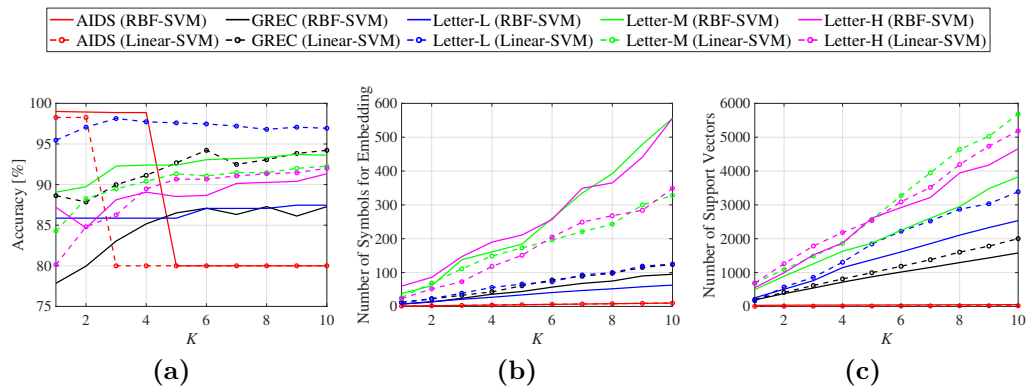 AIDS (RBF-SVM) GREC (RBF-SVM) Letter-L (RBF-SVM) Letter-M (RBF-SVM) Letter-H (RBF-SVM)
AIDS (Linear-SVM) GREC (Linear-SVM) Letter-L (Linear-SVM) Letter-M (Linear-SVM) Letter-H (Linear-SVM)
Accuracy [%]
100
95
90
85
80
75
2 4 6 8 10
K
(a)
Number of Symbols for Embedding
600
500
400
300
200
100
0
2 4 6 8 10
K
(b)
Number of Support Vectors
6000
5000
4000
3000
2000
1000
0
2 4 6 8 10
K
(c)